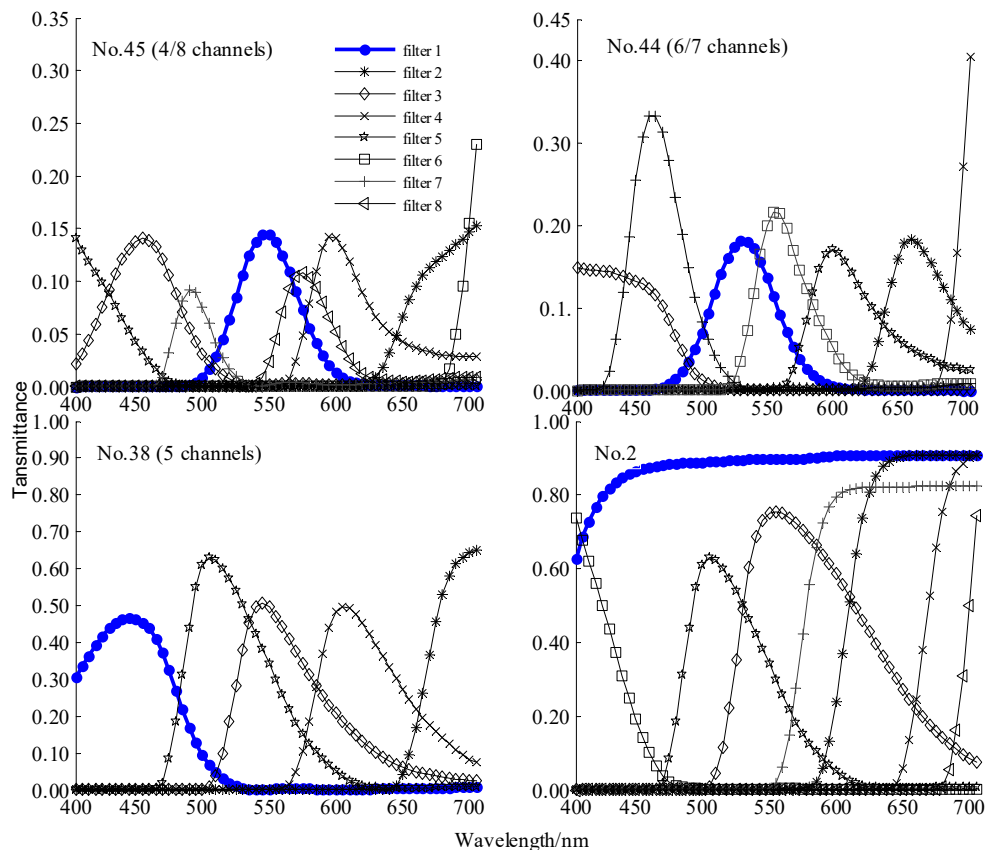 0.35
0.30
0.25
0.20
0.15
0.10
0.05
0.00
No.45 (4/8 channels)
filter 1
filter 2
filter 3
filter 4
filter 5
filter 6
filter 7
filter 8
400 450 500 550 600 650 700
0.45
0.40
0.30
0.20
0.1.
0.00
No.44 (6/7 channels)
400 450 500 550 600 650 700
Tansmittance
1.00
0.90
0.80
0.70
0.60
0.50
0.40
0.30
0.20
0.10
0.00
No.38 (5 channels)
400 450 500 550 600 650 700
1.00
0.80
0.60
0.40
0.20
0.00
No.2
400 450 500 550 600 650 700
Wavelength/nm